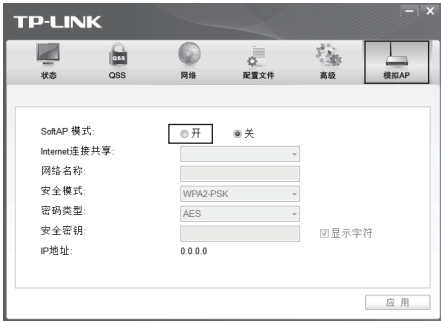 TP-LINK
QSS
状态 QSS 网络 配置文件 高级 模拟AP
SoftAP 模式: 开 关
Internet连接共享:
网络名称:
安全模式: WPA2-PSK
密码类型: AES
安全密钥: 显示字符
IP地址: 0.0.0.0
应 用